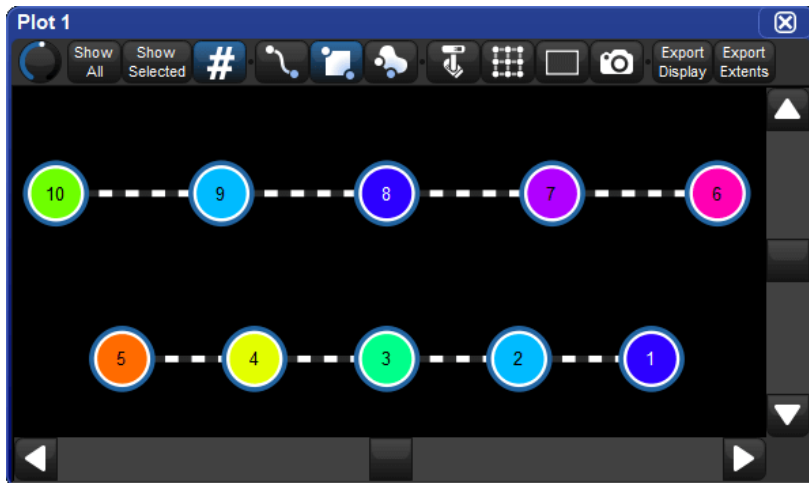 Plot 1
Show All
Show Selected
#
Export Display
Export Extents
10 9 8 7 6
5 4 3 2 1